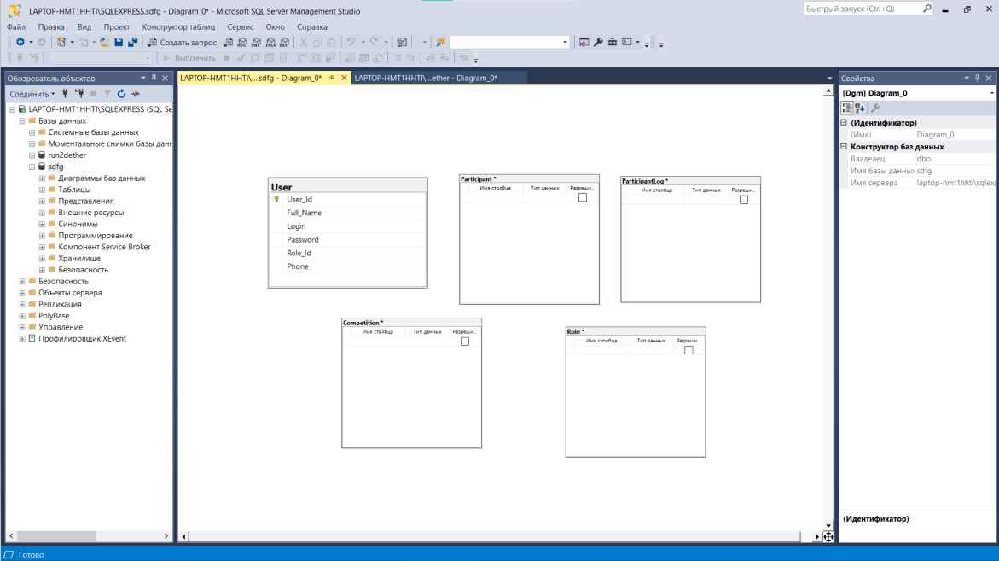 LAPTOP-HMT1HHTI\SQLEXPRESS.sdfg - Diagram_0* - Microsoft SQL Server Management Studio
Быстрый запуск (Ctrl+Q)
Файл Правка Вид Проект Конструктор таблиц Сервис Окно Справка
Создать запрос MDX DMX XMLA DAX
Выполнить
Обозреватель объектов
Соединить
LAPTOP-HMT1HHTI\SQLEXPRESS (SQL Se
Базы данных
Системные базы данных
Моментальные снимки базы данн
run2dether
sdfg
Диаграммы баз данных
Таблицы
Представления
Внешние ресурсы
Синонимы
Программирование
Компонент Service Broker
Хранилище
Безопасность
Безопасность
Объекты сервера
Репликация
PolyBase
Управление
Профилировщик XEvent
LAPTOP-HMT1HHTI\....sdfg - Diagram_0* LAPTOP-HMT1HHTI\...ether - Diagram_0*
User
User_Id
Full_Name
Login
Password
Role_Id
Phone
Participant *
Имя столбца Тип данных Разреши...
ParticipantLog *
Имя столбца Тип данных Разреши...
Competition *
Имя столбца Тип данных Разреши...
Role *
Имя столбца Тип данных Разреши...
Свойства
[Dgm] Diagram_0
(Идентификатор)
(Имя) Diagram_0
Конструктор баз данных
Владелец dbo
Имя базы данны sdfg
Имя сервера laptop-hmt1hhti\sqlexp
(Идентификатор)
Готово